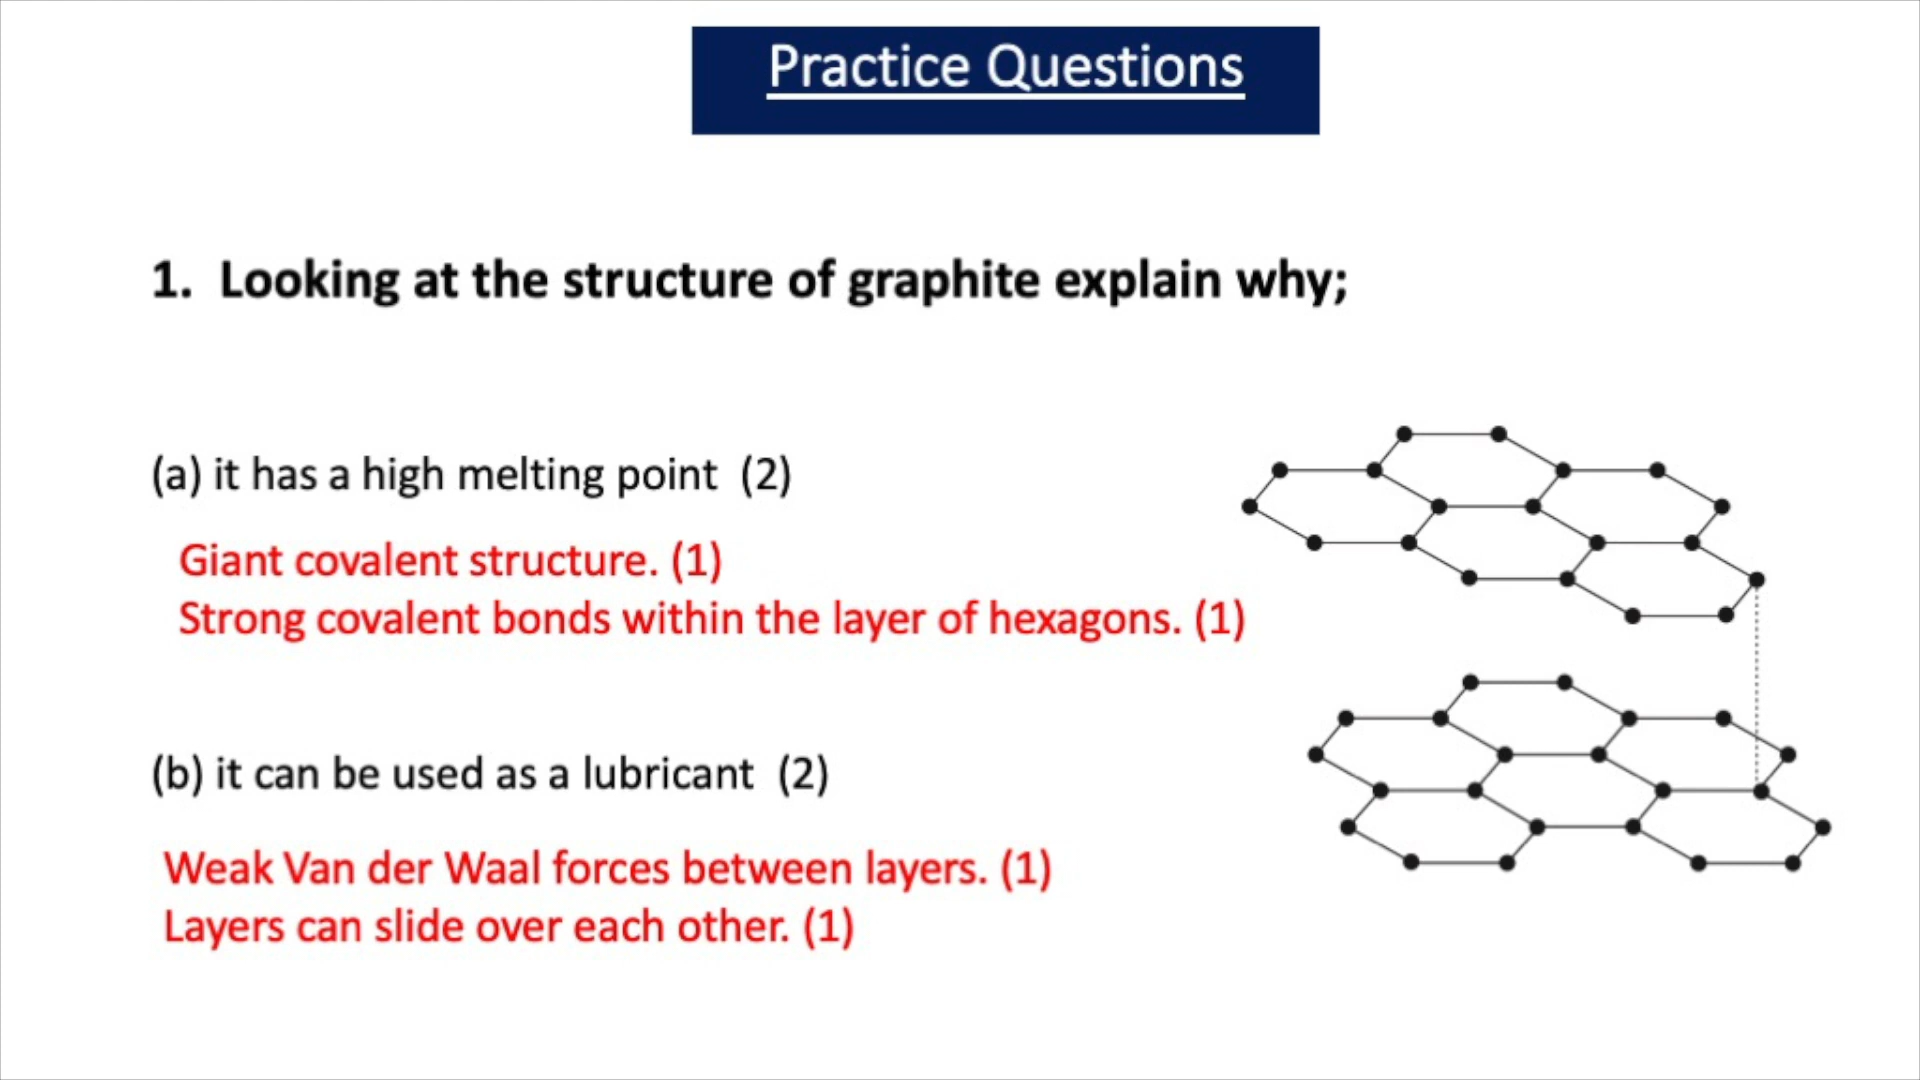 Practice Questions
1. Looking at the structure of graphite explain why;
(a) it has a high melting point (2)
Giant covalent structure. (1)
Strong covalent bonds within the layer of hexagons. (1)
(b) it can be used as a lubricant (2)
Weak Van der Waal forces between layers. (1)
Layers can slide over each other. (1)